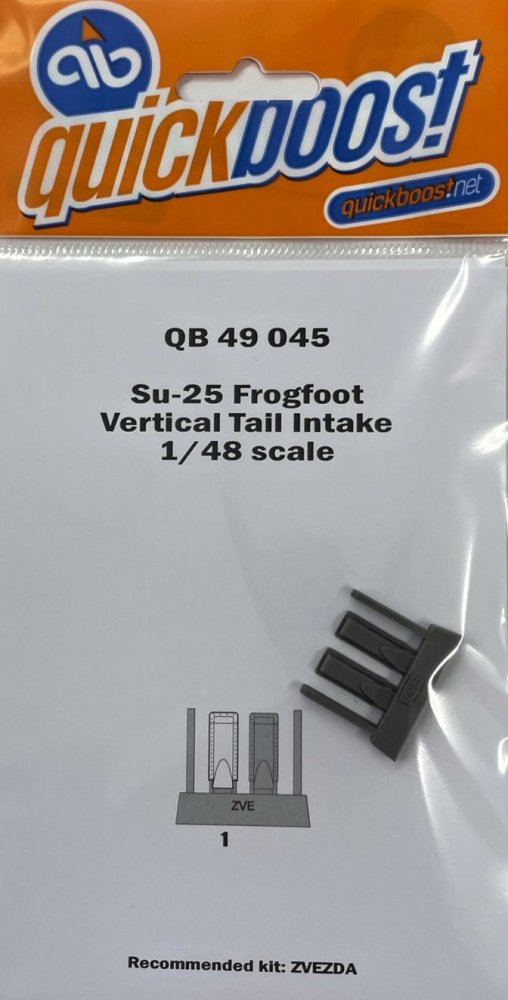 qb
quickboost
quickboost.net
QB 49 045
Su-25 Frogfoot
Vertical Tail Intake
1/48 scale
ZVE
ZVE
1
Recommended kit: ZVEZDA